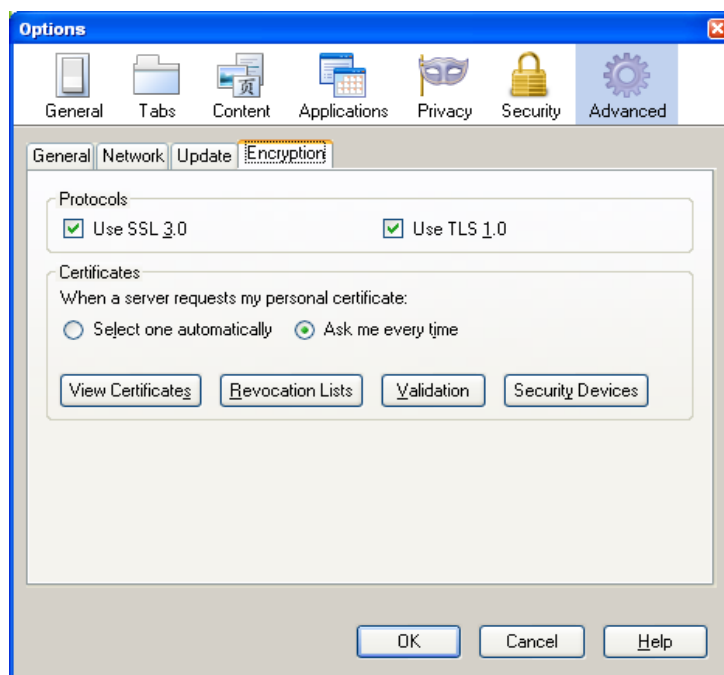 Options
General Tabs Content Applications Privacy Security Advanced
页
General Network Update Encryption
Protocols
Use SSL 3.0 Use TLS 1.0
Certificates
When a server requests my personal certificate:
Select one automatically Ask me every time
View Certificates Revocation Lists Validation Security Devices
OK Cancel Help